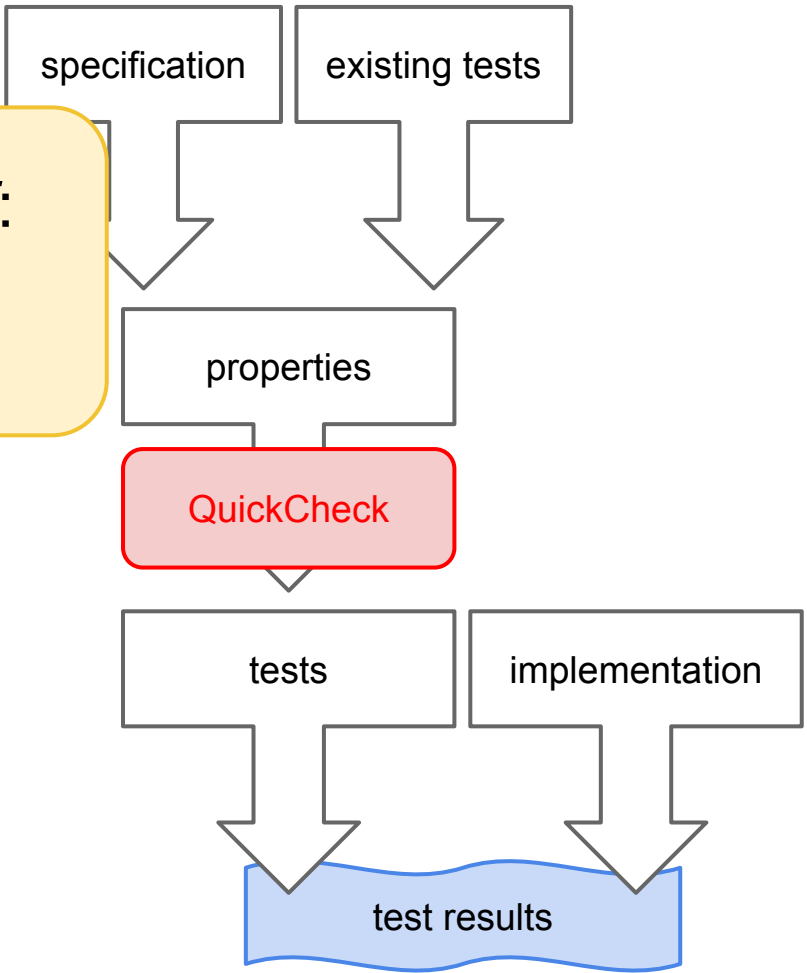 specification
existing tests
properties
QuickCheck
tests
implementation
test results